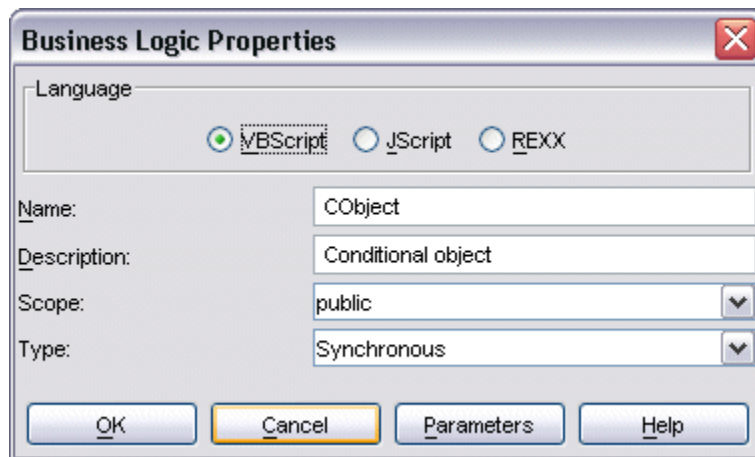 Business Logic Properties
Language
VBScript JScript REXX
Name: CObject
Description: Conditional object
Scope: public
Type: Synchronous
OK Cancel Parameters Help